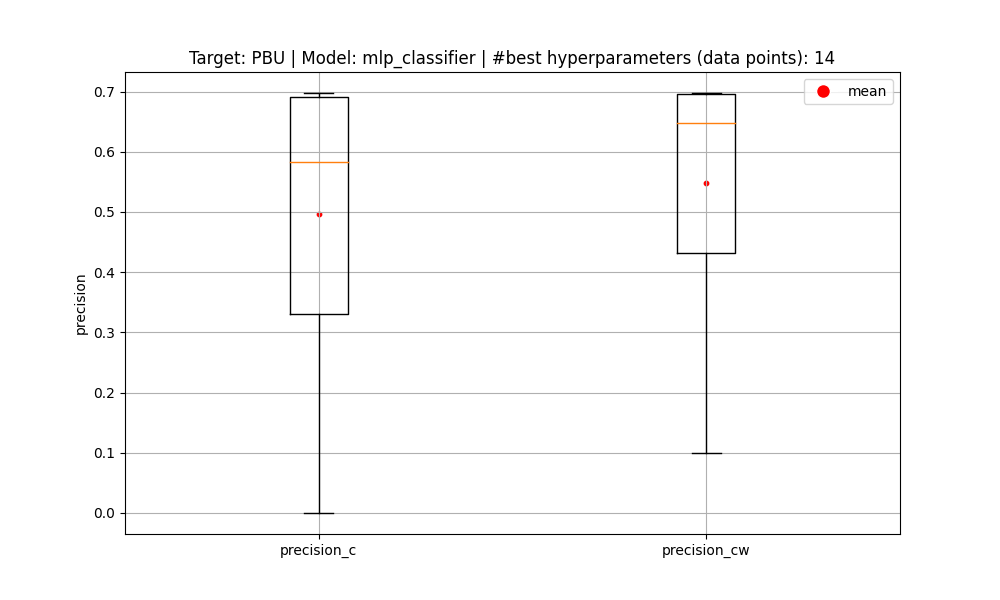 Target: PBU | Model: mlp_classifier | #best hyperparameters (data points): 14
mean
precision
0.7
0.6
0.5
0.4
0.3
0.2
0.1
0.0
precision_c
precision_cw